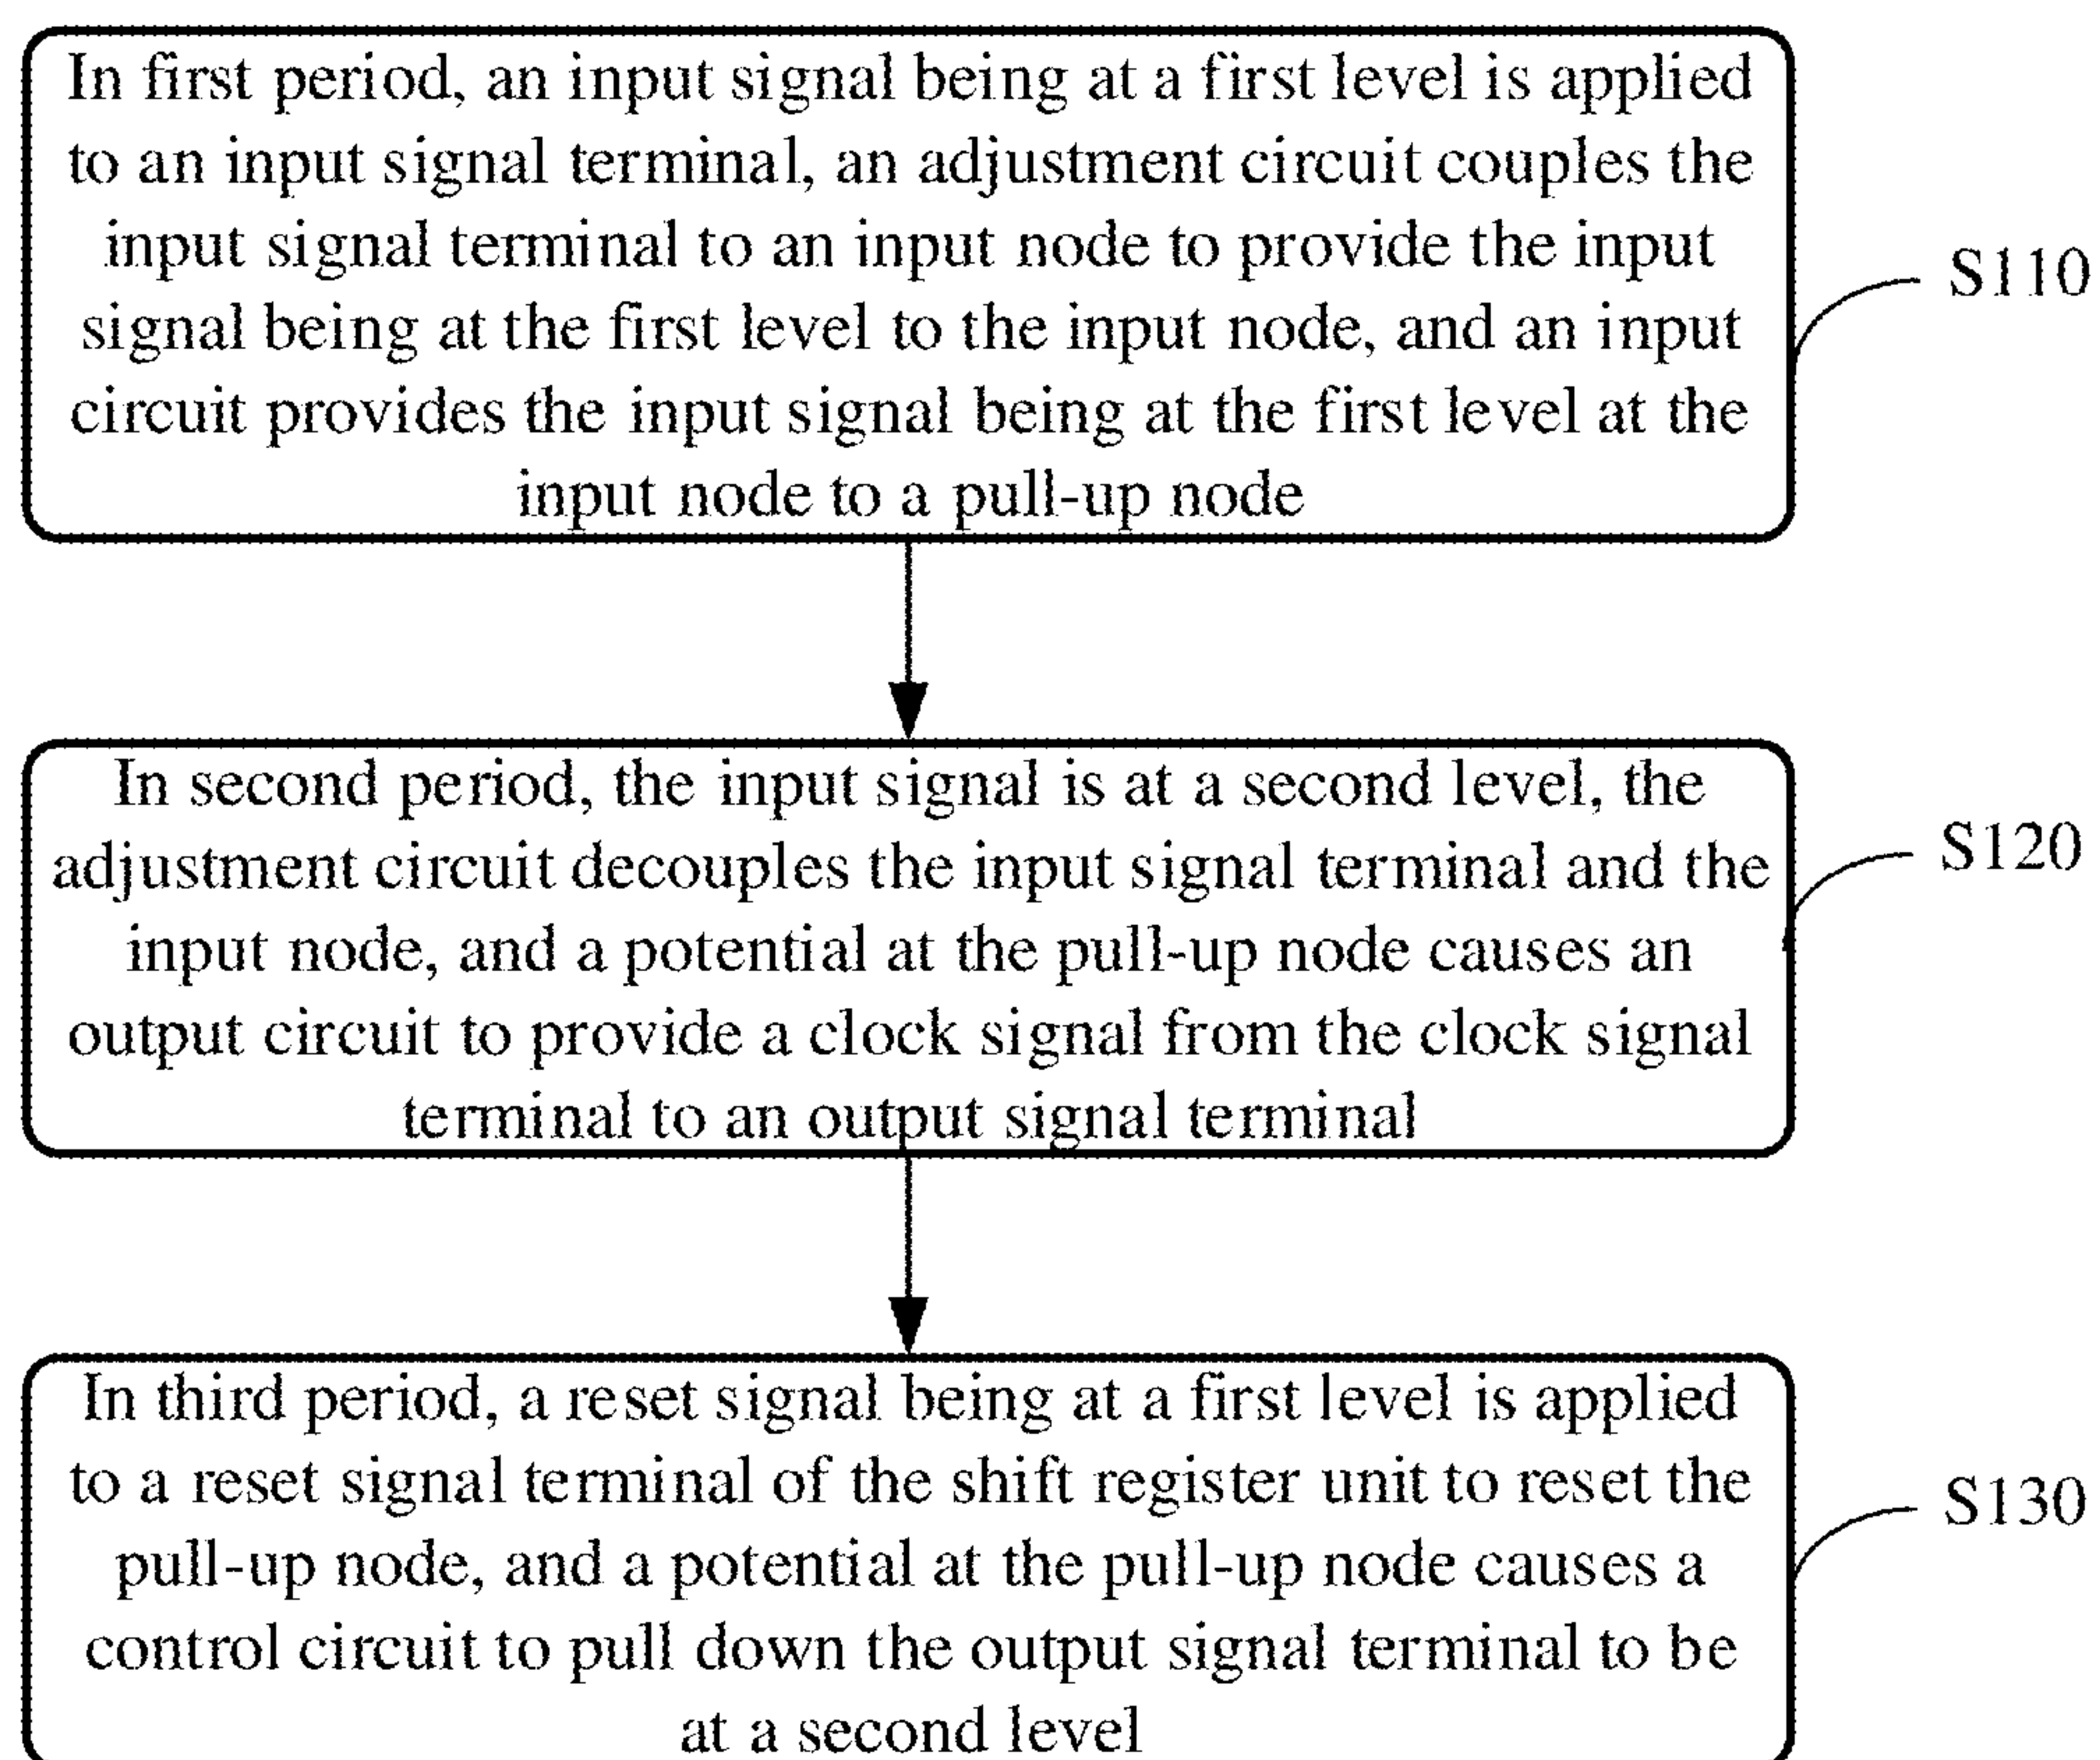 In first period, an input signal being at a first level is applied
to an input signal terminal, an adjustment circuit couples the
input signal terminal to an input node to provide the input
signal being at the first level to the input node, and an input
circuit provides the input signal being at the first level at the
input node to a pull-up node
S110
In second period, the input signal is at a second level, the
adjustment circuit decouples the input signal terminal and the
input node, and a potential at the pull-up node causes an
output circuit to provide a clock signal from the clock signal
terminal to an output signal terminal
S120
In third period, a reset signal being at a first level is applied
to a reset signal terminal of the shift register unit to reset the
pull-up node, and a potential at the pull-up node causes a
control circuit to pull down the output signal terminal to be
at a second level
S130